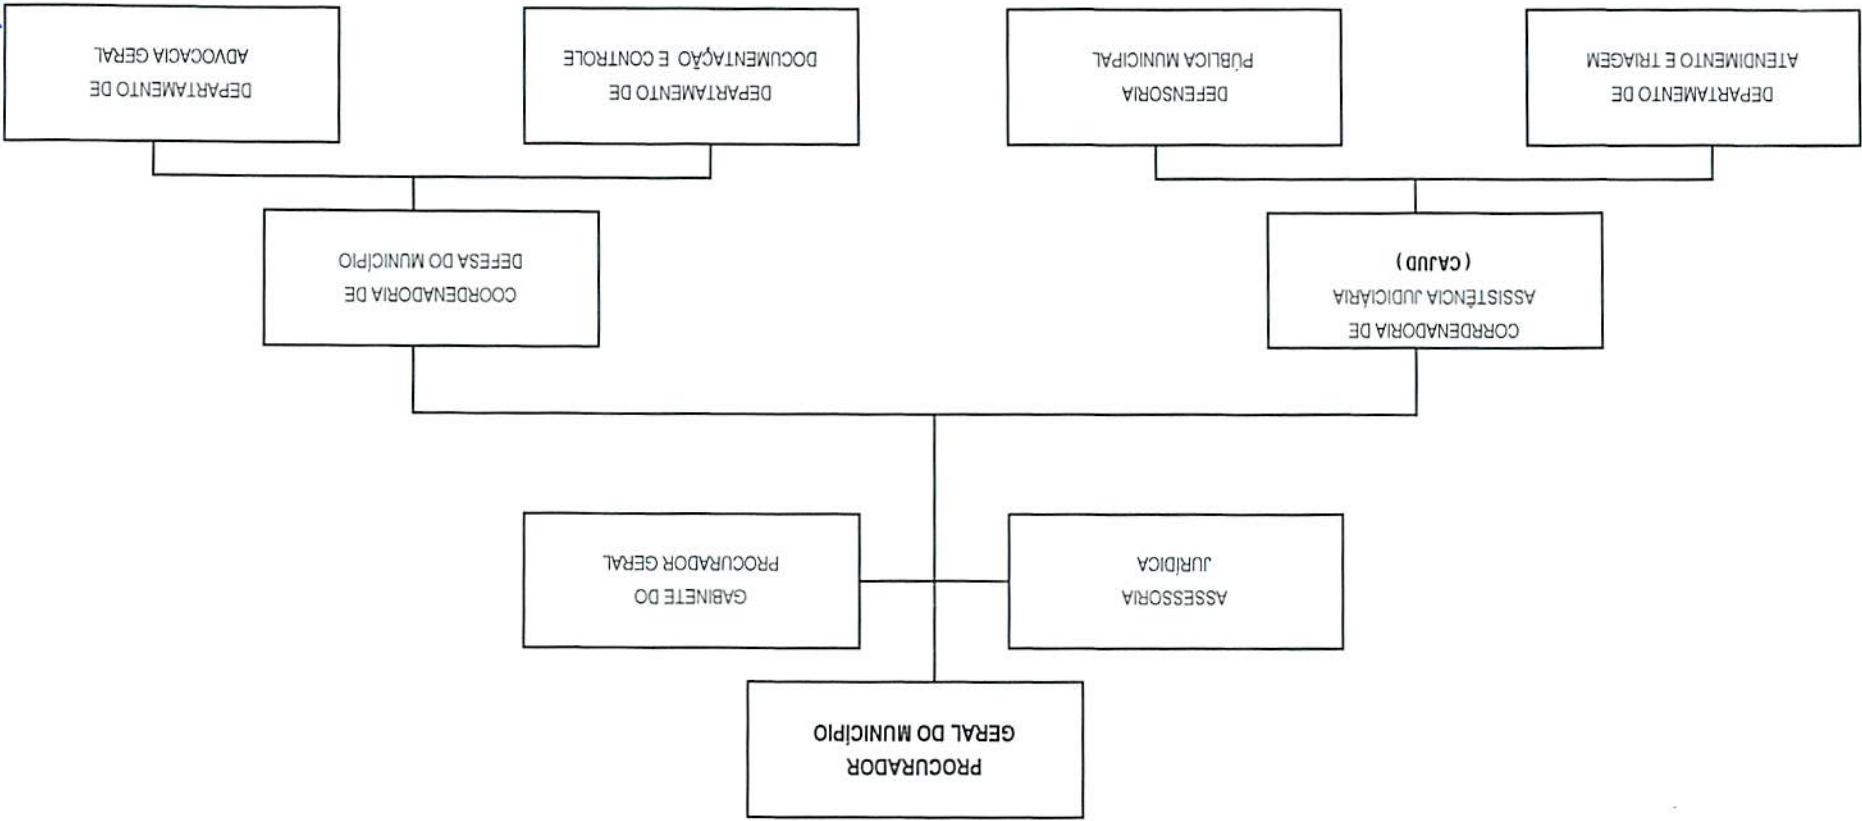 PROCURADOR
GERAL DO MUNICÍPIO
ASSESSORIA
JURÍDICA
GABINETE DO
PROCURADOR GERAL
CORRDENADORIA DE
ASSISTÊNCIA JUDICIÁRIA
( CAJUD )
COORDENADORIA DE
DEFESA DO MUNICÍPIO
DEPARTAMENTO DE
ATENDIMENTO E TRIAGEM
DEFENSORIA
PÚBLICA MUNICIPAL
DEPARTAMENTO DE
DOCUMENTAÇÃO E CONTROLE
DEPARTAMENTO DE
ADVOCACIA GERAL